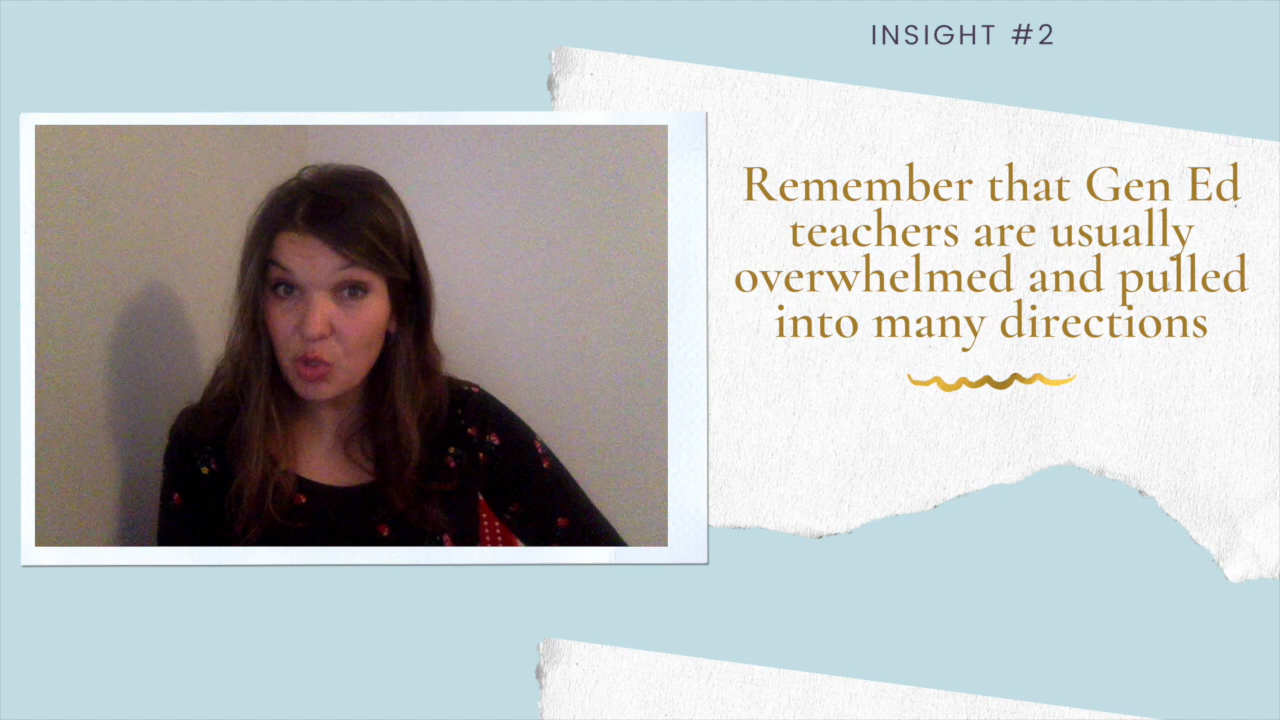 INSIGHT #2
Remember that Gen Ed
teachers are usually
overwhelmed and pulled
into many directions